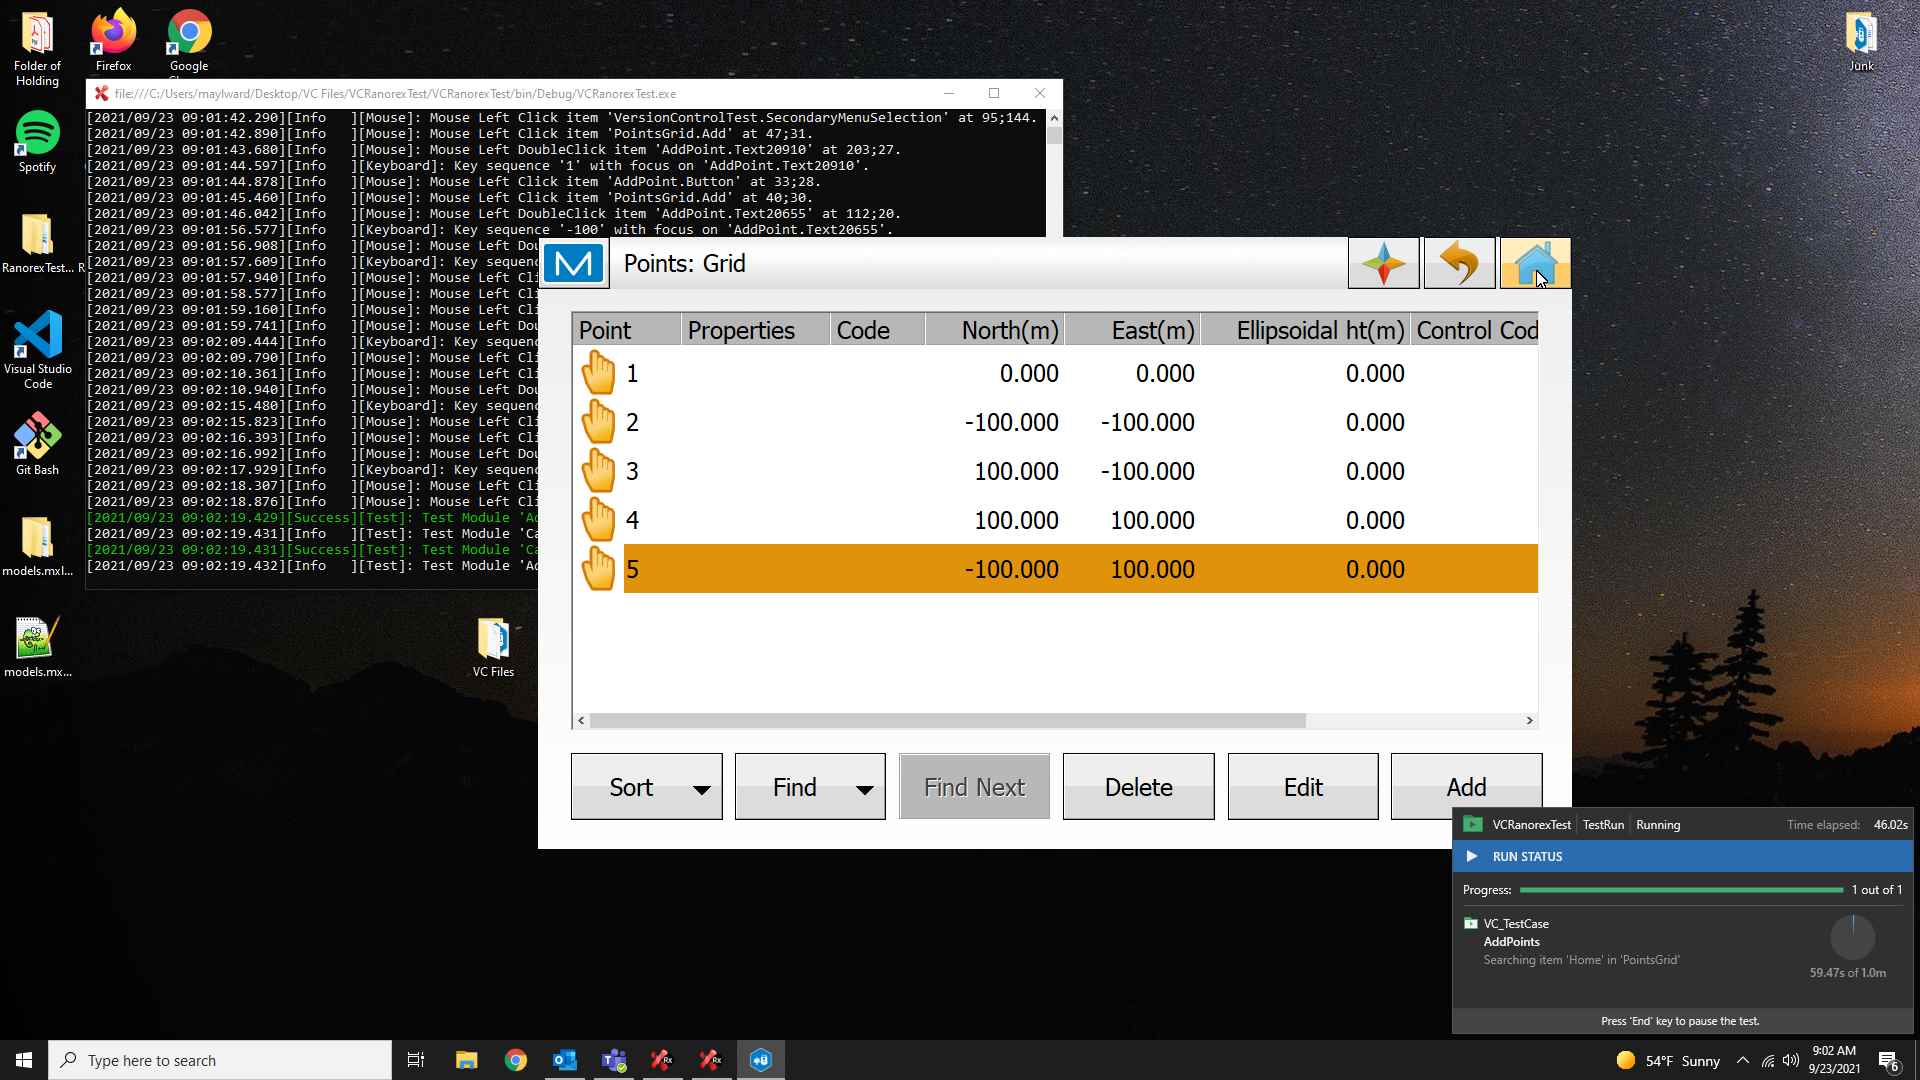 Folder of
Holding
Firefox
Google
Junk
Spotify
RanorexTest...
R
Visual Studio
Code
Git Bash
models.mxl...
models.mx...
VC Files
file:///C:/Users/maylward/Desktop/VC Files/VCRanorexTest/VCRanorexTest/bin/Debug/VCRanorexTest.exe
[2021/09/23 09:01:42.290][Info   ][Mouse]: Mouse Left Click item 'VersionControlTest.SecondaryMenuSelection' at 95;144.
[2021/09/23 09:01:42.890][Info   ][Mouse]: Mouse Left Click item 'PointsGrid.Add' at 47;31.
[2021/09/23 09:01:43.680][Info   ][Mouse]: Mouse Left DoubleClick item 'AddPoint.Text20910' at 203;27.
[2021/09/23 09:01:44.597][Info   ][Keyboard]: Key sequence '1' with focus on 'AddPoint.Text20910'.
[2021/09/23 09:01:44.878][Info   ][Mouse]: Mouse Left Click item 'AddPoint.Button' at 33;28.
[2021/09/23 09:01:45.460][Info   ][Mouse]: Mouse Left Click item 'PointsGrid.Add' at 40;30.
[2021/09/23 09:01:46.042][Info   ][Mouse]: Mouse Left DoubleClick item 'AddPoint.Text20655' at 112;20.
[2021/09/23 09:01:56.577][Info   ][Keyboard]: Key sequence '-100' with focus on 'AddPoint.Text20655'.
[2021/09/23 09:01:56.908][Info   ][Mouse]: Mouse Left Dou
[2021/09/23 09:01:57.609][Info   ][Keyboard]: Key sequenc
[2021/09/23 09:01:57.940][Info   ][Mouse]: Mouse Left Cli
[2021/09/23 09:01:58.577][Info   ][Mouse]: Mouse Left Cli
[2021/09/23 09:01:59.160][Info   ][Mouse]: Mouse Left Cli
[2021/09/23 09:01:59.741][Info   ][Mouse]: Mouse Left Dou
[2021/09/23 09:02:09.444][Info   ][Keyboard]: Key sequenc
[2021/09/23 09:02:09.790][Info   ][Mouse]: Mouse Left Cli
[2021/09/23 09:02:10.361][Info   ][Mouse]: Mouse Left Cli
[2021/09/23 09:02:10.940][Info   ][Mouse]: Mouse Left Dou
[2021/09/23 09:02:15.480][Info   ][Keyboard]: Key sequenc
[2021/09/23 09:02:15.823][Info   ][Mouse]: Mouse Left Cli
[2021/09/23 09:02:16.393][Info   ][Mouse]: Mouse Left Cli
[2021/09/23 09:02:16.992][Info   ][Mouse]: Mouse Left Dou
[2021/09/23 09:02:17.929][Info   ][Keyboard]: Key sequenc
[2021/09/23 09:02:18.307][Info   ][Mouse]: Mouse Left Cli
[2021/09/23 09:02:18.876][Info   ][Mouse]: Mouse Left Cli
[2021/09/23 09:02:19.429][Success][Test]: Test Module 'Ad
[2021/09/23 09:02:19.431][Info   ][Test]: Test Module 'Ca
[2021/09/23 09:02:19.431][Success][Test]: Test Module 'Ca
[2021/09/23 09:02:19.432][Info   ][Test]: Test Module 'Ad
Points: Grid
Point Properties Code North(m) East(m) Ellipsoidal ht(m) Control Cod
1 0.000 0.000 0.000
2 -100.000 -100.000 0.000
3 100.000 -100.000 0.000
4 100.000 100.000 0.000
5 -100.000 100.000 0.000
Sort Find Find Next Delete Edit Add
VCRanorexTest TestRun Running Time elapsed: 46.02s
RUN STATUS
Progress: 1 out of 1
VC_TestCase
AddPoints
Searching item 'Home' in 'PointsGrid'
59.47s of 1.0m
Press 'End' key to pause the test.
Type here to search
54°F Sunny
9:02 AM
9/23/2021
6